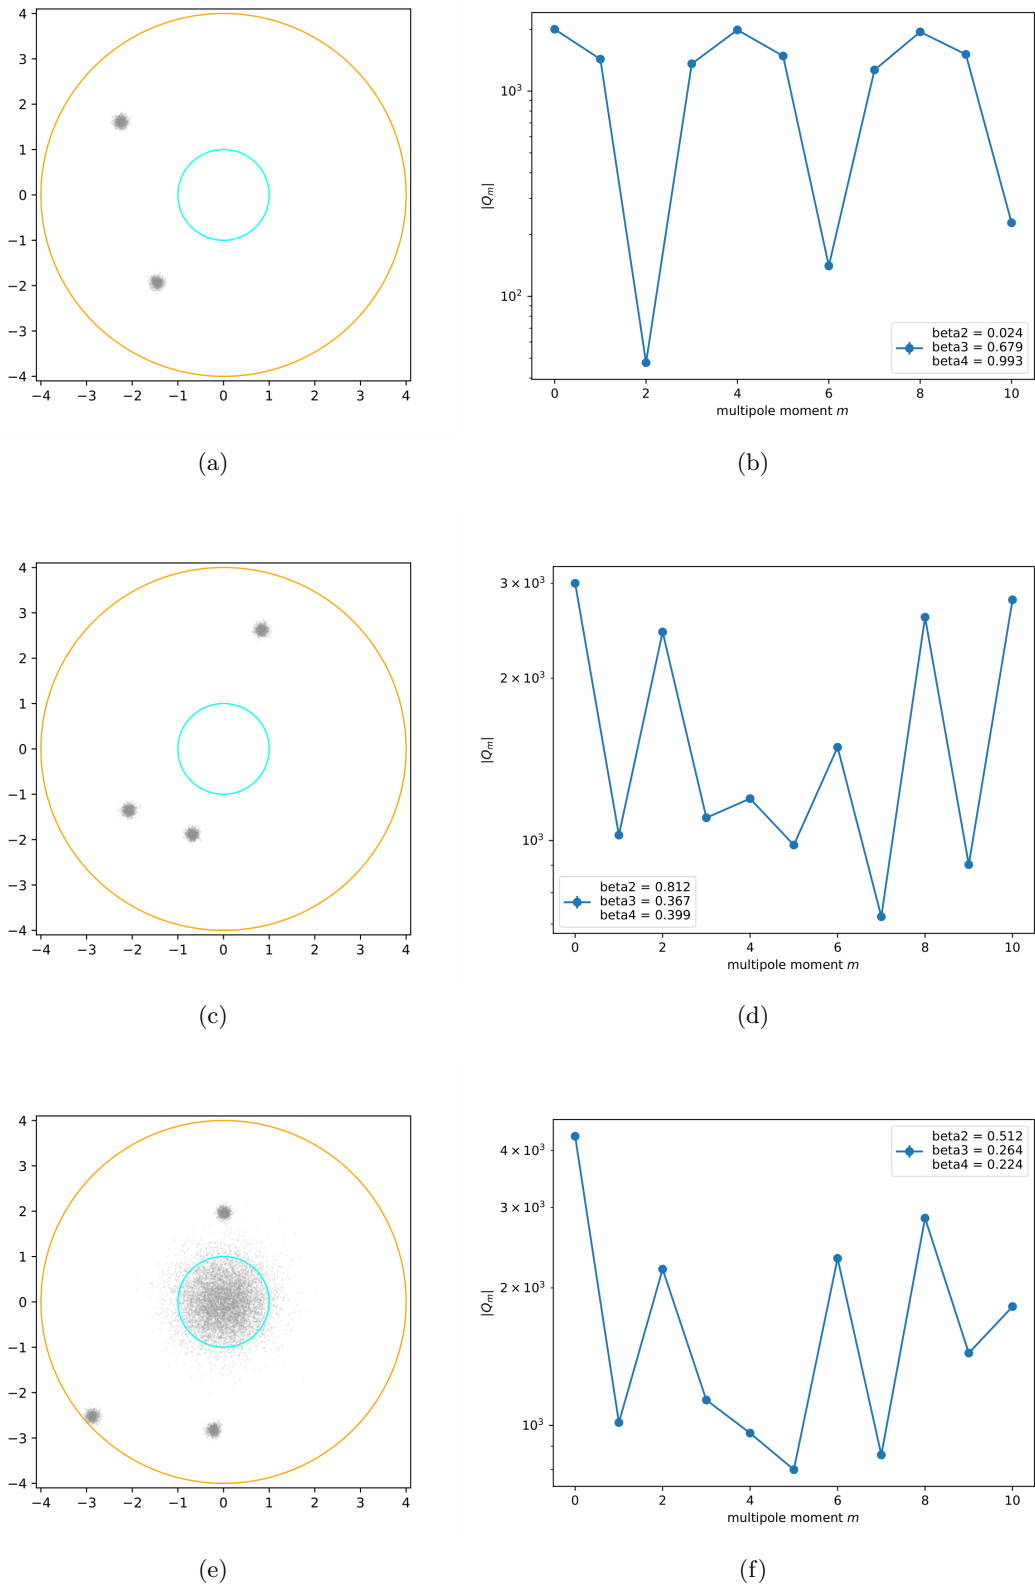 4
3
2
1
0
−1
−2
−3
−4
−4 −3 −2 −1 0 1 2 3 4
(a)
10³
10²
|Qₘ|
beta2 = 0.024
beta3 = 0.679
beta4 = 0.993
0 2 4 6 8 10
multipole moment m
(b)
4
3
2
1
0
−1
−2
−3
−4
−4 −3 −2 −1 0 1 2 3 4
(c)
3 × 10³
2 × 10³
10³
|Qₘ|
beta2 = 0.812
beta3 = 0.367
beta4 = 0.399
0 2 4 6 8 10
multipole moment m
(d)
4
3
2
1
0
−1
−2
−3
−4
−4 −3 −2 −1 0 1 2 3 4
(e)
4 × 10³
3 × 10³
2 × 10³
10³
|Qₘ|
beta2 = 0.512
beta3 = 0.264
beta4 = 0.224
0 2 4 6 8 10
multipole moment m
(f)